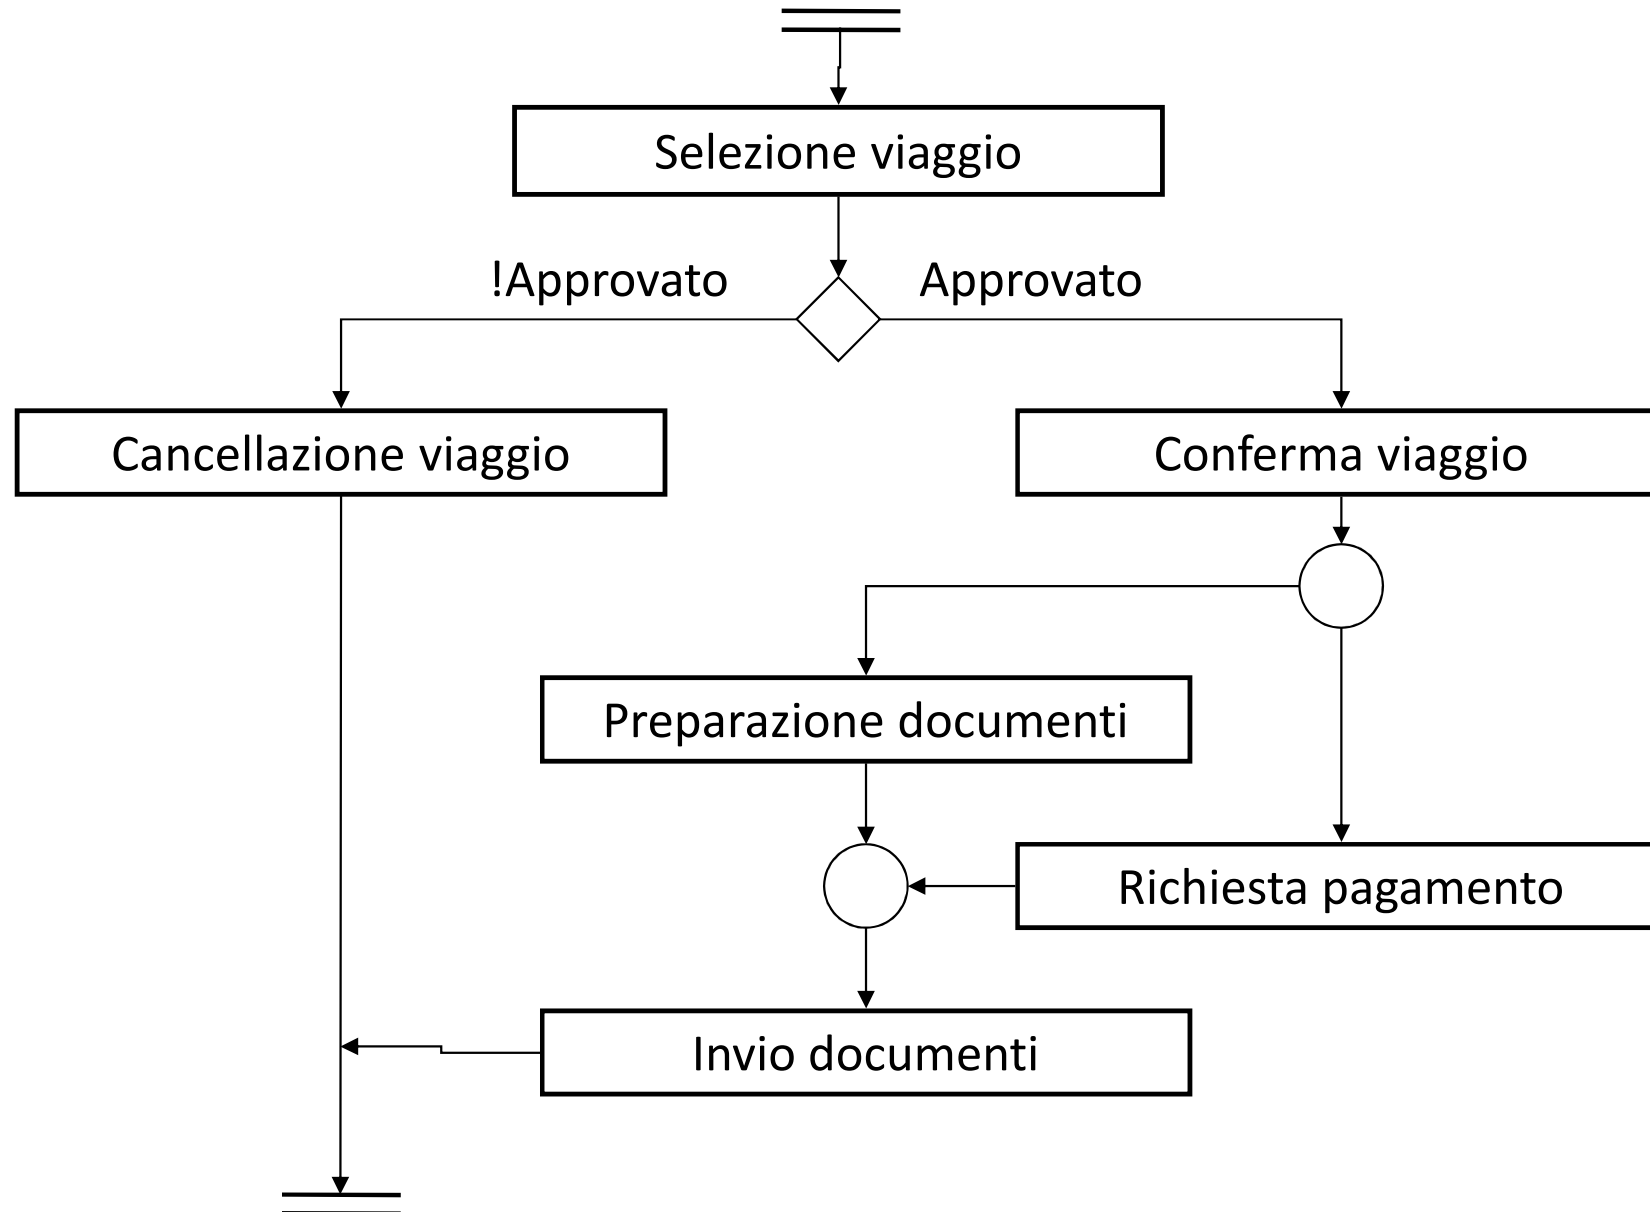 Selezione viaggio
!Approvato
Approvato
Cancellazione viaggio
Conferma viaggio
Preparazione documenti
Richiesta pagamento
Invio documenti